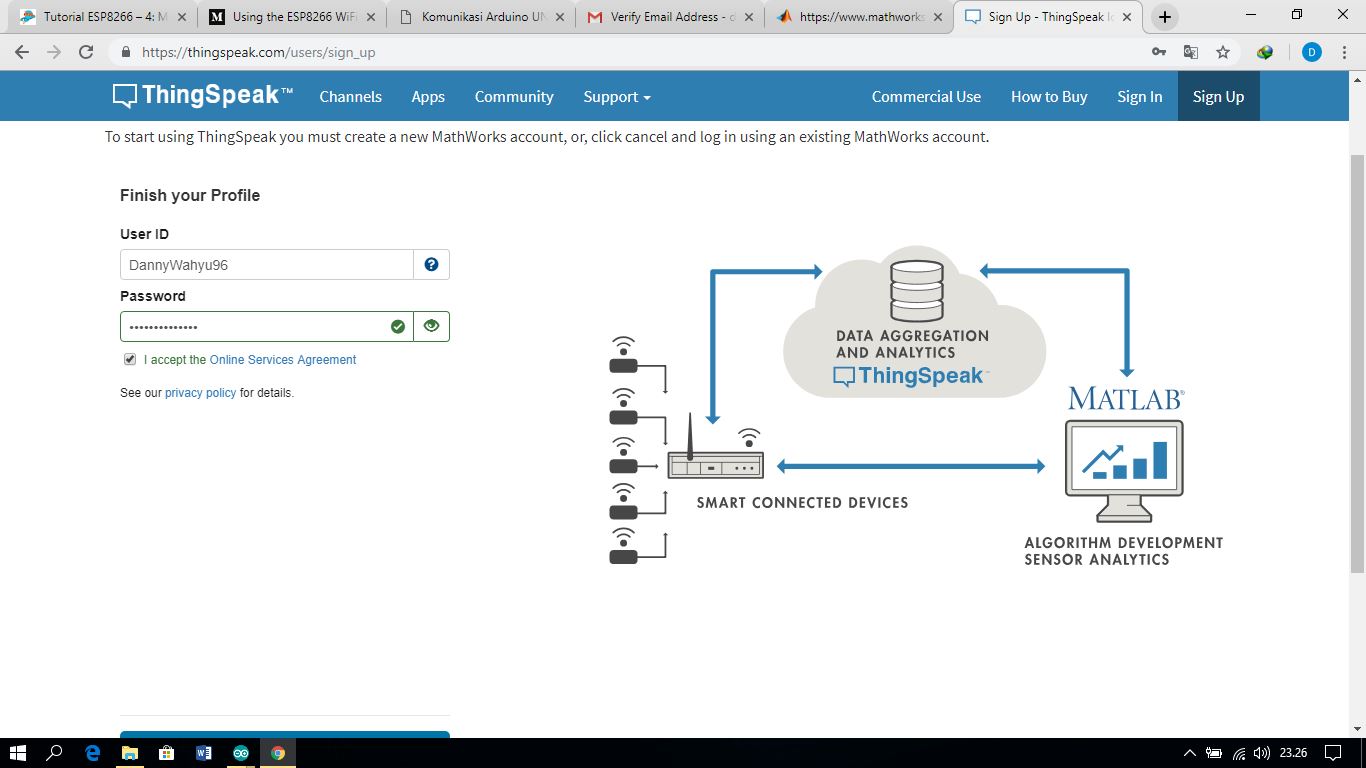 Tutorial ESP8266 – 4: M
Using the ESP8266 WiFi
Komunikasi Arduino UN
Verify Email Address - d
https://www.mathworks
Sign Up - ThingSpeak Io
https://thingspeak.com/users/sign_up
D
ThingSpeak™
Channels
Apps
Community
Support
Commercial Use
How to Buy
Sign In
Sign Up
To start using ThingSpeak you must create a new MathWorks account, or, click cancel and log in using an existing MathWorks account.
Finish your Profile
User ID
DannyWahyu96
Password
••••••••••••••
I accept the Online Services Agreement
See our privacy policy for details.
DATA AGGREGATION
AND ANALYTICS
ThingSpeak™
MATLAB®
SMART CONNECTED DEVICES
ALGORITHM DEVELOPMENT
SENSOR ANALYTICS
23.26